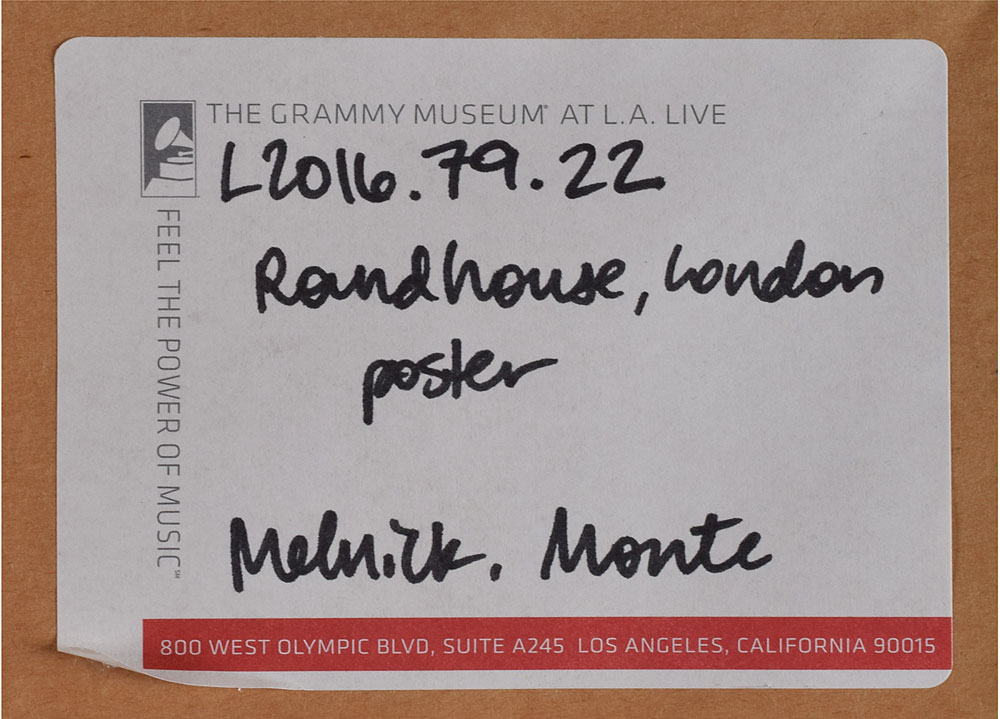 THE GRAMMY MUSEUM® AT L.A. LIVE
L2016.79.22
Roundhouse, London
poster
Melnick. Monte
FEEL THE POWER OF MUSIC℠
800 WEST OLYMPIC BLVD, SUITE A245 LOS ANGELES, CALIFORNIA 90015